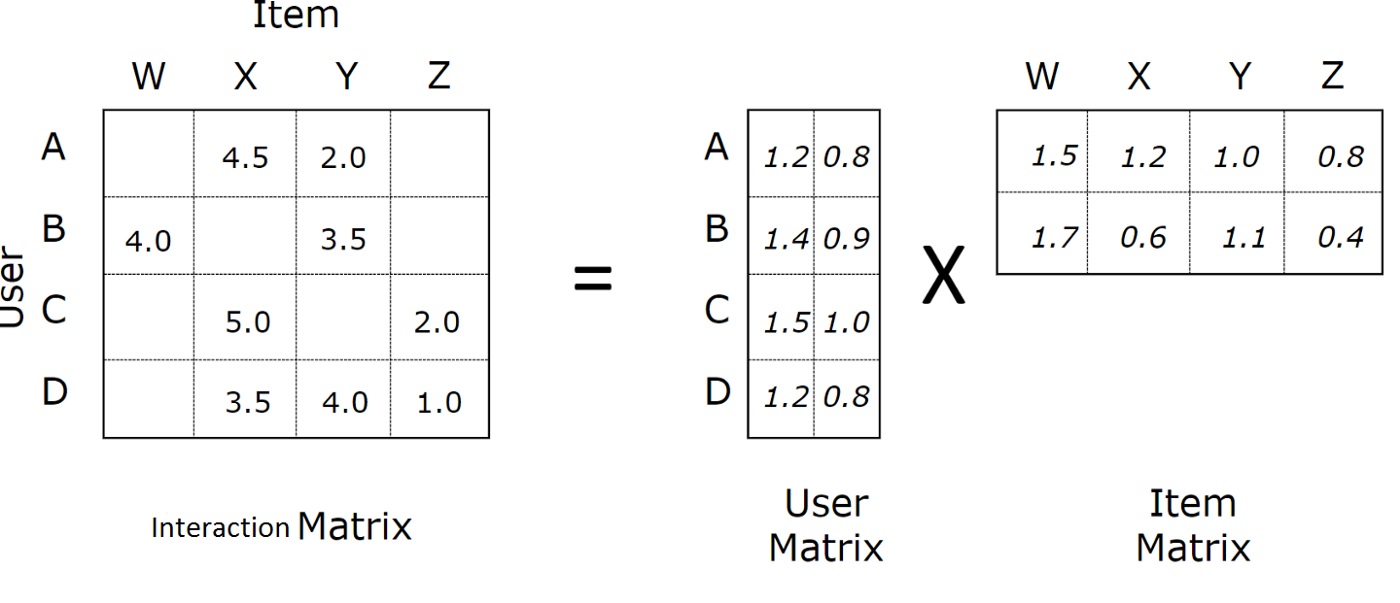 Item
W X Y Z W X Y Z
A 4.5 2.0 A 1.2 0.8 1.5 1.2 1.0 0.8
B 4.0 3.5 B 1.4 0.9 1.7 0.6 1.1 0.4
User
= X
C 5.0 2.0 C 1.5 1.0
D 3.5 4.0 1.0 D 1.2 0.8
Interaction Matrix
User
Matrix
Item
Matrix